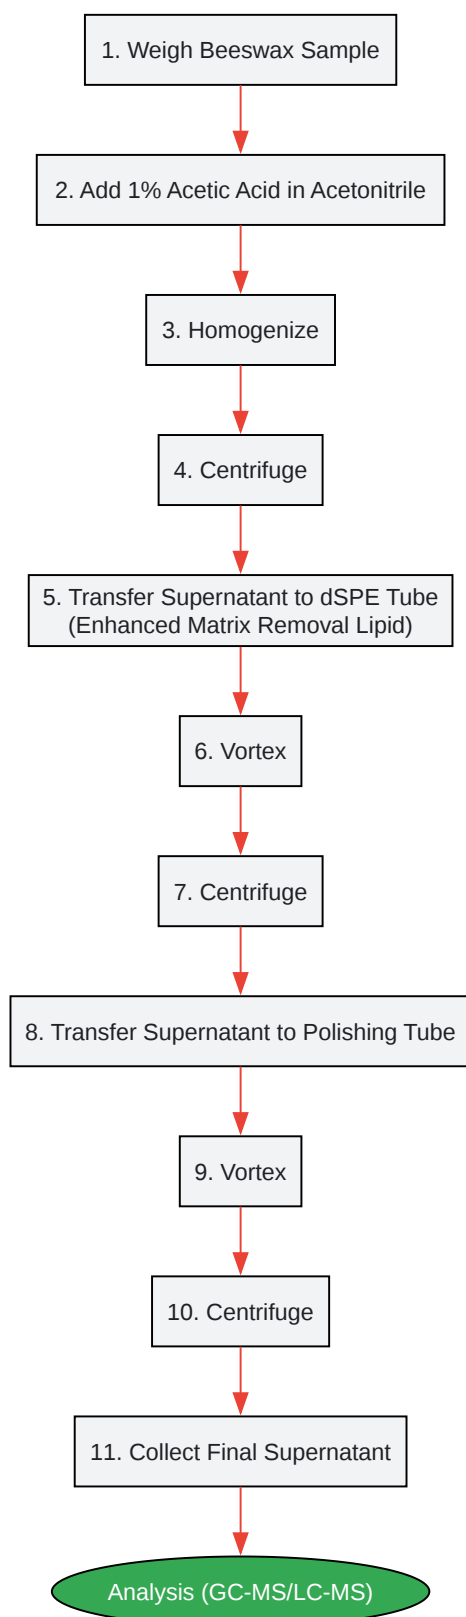 1. Weigh Beeswax Sample
2. Add 1% Acetic Acid in Acetonitrile
3. Homogenize
4. Centrifuge
5. Transfer Supernatant to dSPE Tube
(Enhanced Matrix Removal Lipid)
6. Vortex
7. Centrifuge
8. Transfer Supernatant to Polishing Tube
9. Vortex
10. Centrifuge
11. Collect Final Supernatant
Analysis (GC-MS/LC-MS)